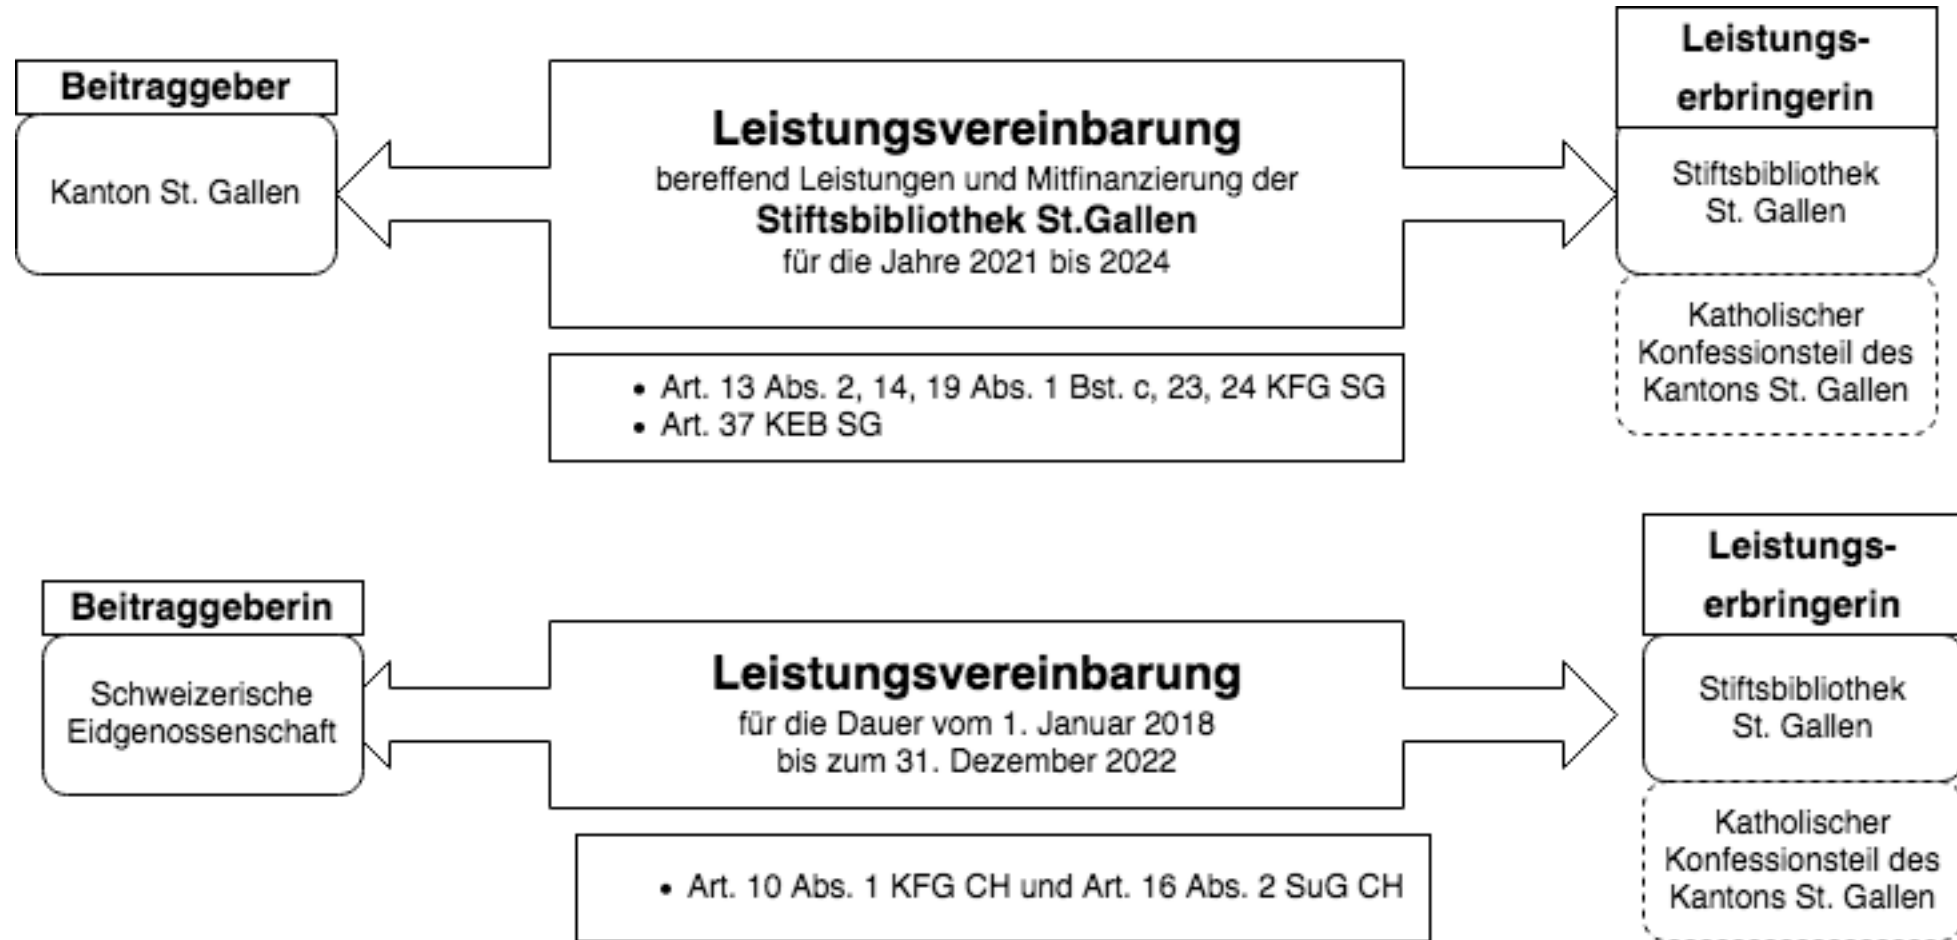 Beitraggeber
Kanton St. Gallen
Leistungsvereinbarung
bereffend Leistungen und Mitfinanzierung der
Stiftsbibliothek St.Gallen
für die Jahre 2021 bis 2024
• Art. 13 Abs. 2, 14, 19 Abs. 1 Bst. c, 23, 24 KFG SG
• Art. 37 KEB SG
Leistungs-
erbringerin
Stiftsbibliothek
St. Gallen
Katholischer
Konfessionsteil des
Kantons St. Gallen
Beitraggeberin
Schweizerische
Eidgenossenschaft
Leistungsvereinbarung
für die Dauer vom 1. Januar 2018
bis zum 31. Dezember 2022
• Art. 10 Abs. 1 KFG CH und Art. 16 Abs. 2 SuG CH
Leistungs-
erbringerin
Stiftsbibliothek
St. Gallen
Katholischer
Konfessionsteil des
Kantons St. Gallen